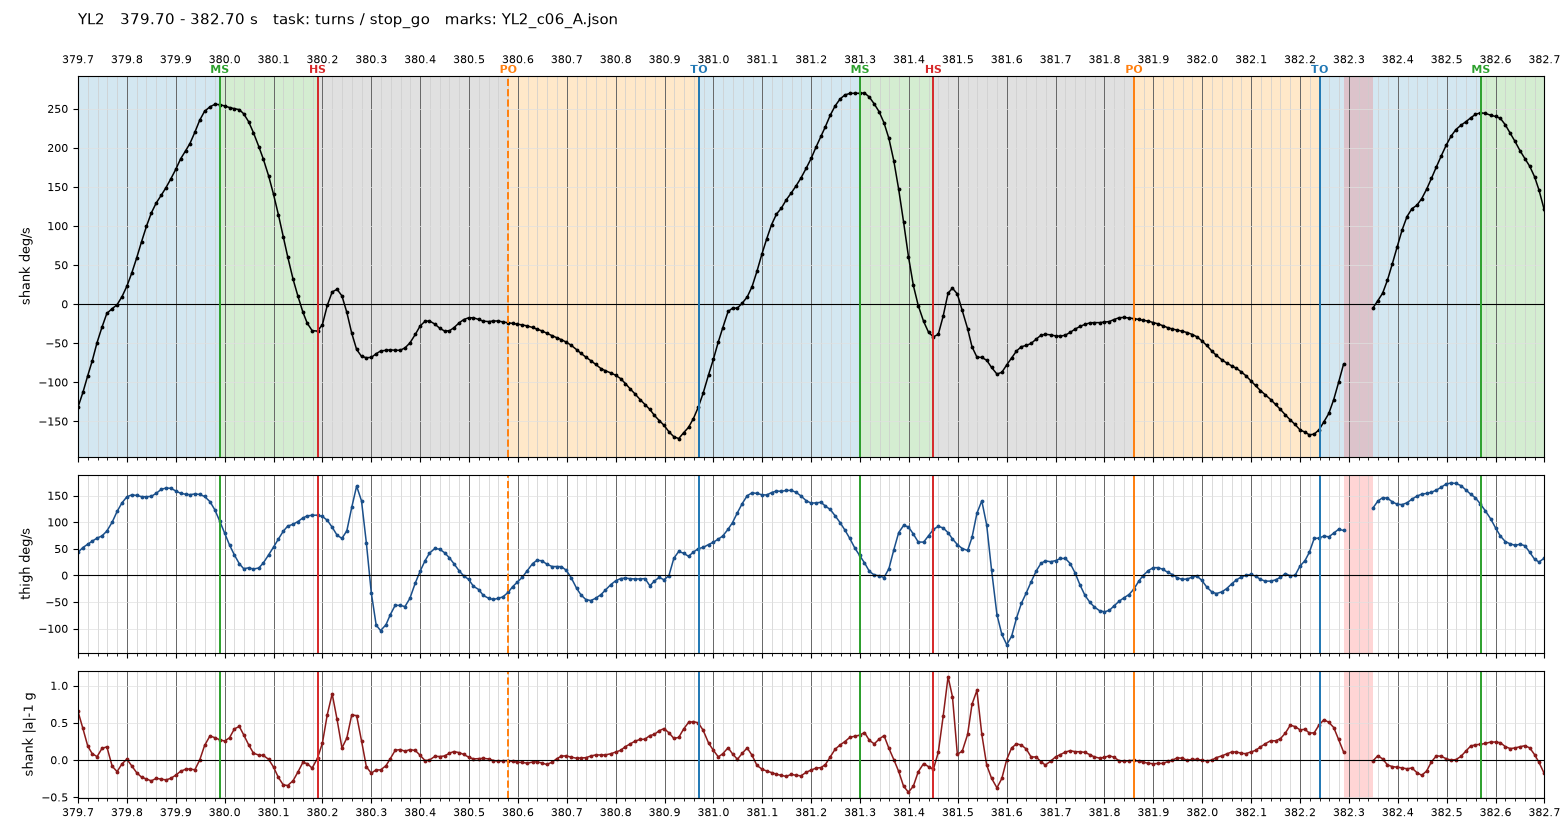 YL2   379.70 - 382.70 s   task: turns / stop_go   marks: YL2_c06_A.json
379.7 379.8 379.9 380.0 380.1 380.2 380.3 380.4 380.5 380.6 380.7 380.8 380.9 381.0 381.1 381.2 381.3 381.4 381.5 381.6 381.7 381.8 381.9 382.0 382.1 382.2 382.3 382.4 382.5 382.6 382.7
MS HS PO TO MS HS PO TO MS
shank deg/s
250
200
150
100
50
0
−50
−100
−150
thigh deg/s
150
100
50
0
−50
−100
shank |a|-1 g
1.0
0.5
0.0
−0.5
379.7 379.8 379.9 380.0 380.1 380.2 380.3 380.4 380.5 380.6 380.7 380.8 380.9 381.0 381.1 381.2 381.3 381.4 381.5 381.6 381.7 381.8 381.9 382.0 382.1 382.2 382.3 382.4 382.5 382.6 382.7